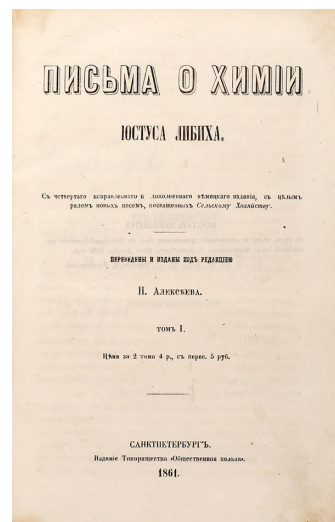 ПИСЬМА О ХИМІИ
ЮСТУСА ЛИБИХА.
Съ четвертаго исправленнаго и дополненнаго нѣмецкаго изданія, съ цѣлымъ
рядомъ новыхъ писемъ, посвященныхъ Сельскому Хозяйству.
ПЕРЕВЕДЕНЫ И ИЗДАНЫ ПОДЪ РЕДАКЦІЕЮ
П. АЛЕКСѢЕВА.
ТОМЪ I.
Цѣна за 2 тома 4 р., съ перес. 5 руб.
САНКТПЕТЕРБУРГЪ.
Изданіе Товарищества «Общественная польза».
1861.